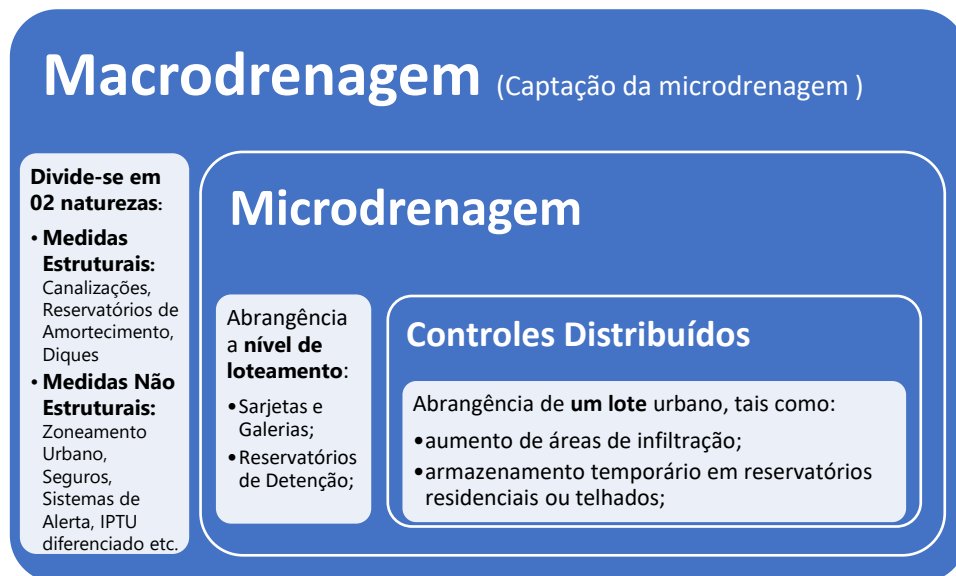 Macrodrenagem (Captação da microdrenagem )
Divide-se em
02 naturezas:
• Medidas
Estruturais:
Canalizações,
Reservatórios de
Amortecimento,
Diques
• Medidas Não
Estruturais:
Zoneamento
Urbano,
Seguros,
Sistemas de
Alerta, IPTU
diferenciado etc.
Microdrenagem
Abrangência
a nível de
loteamento:
•Sarjetas e
Galerias;
•Reservatórios
de Detenção;
Controles Distribuídos
Abrangência de um lote urbano, tais como:
•aumento de áreas de infiltração;
•armazenamento temporário em reservatórios
residenciais ou telhados;